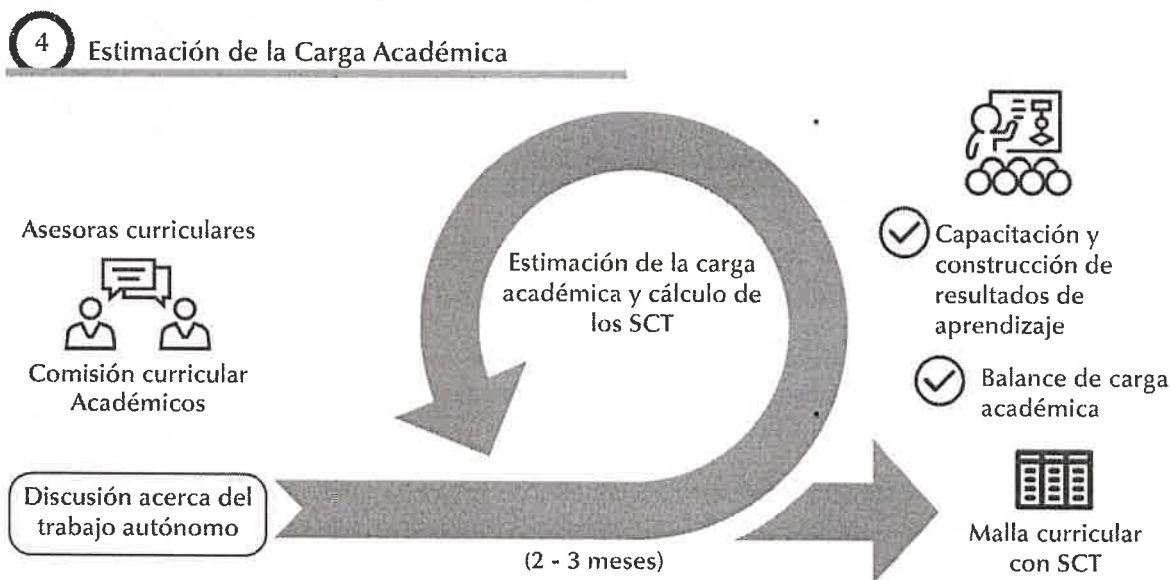 4
Estimación de la Carga Académica
Asesoras curriculares
Comisión curricular
Académicos
Discusión acerca del
trabajo autónomo
Estimación de la carga
académica y cálculo de
los SCT
(2 - 3 meses)
Capacitación y
construcción de
resultados de
aprendizaje
Balance de carga
académica
Malla curricular
con SCT